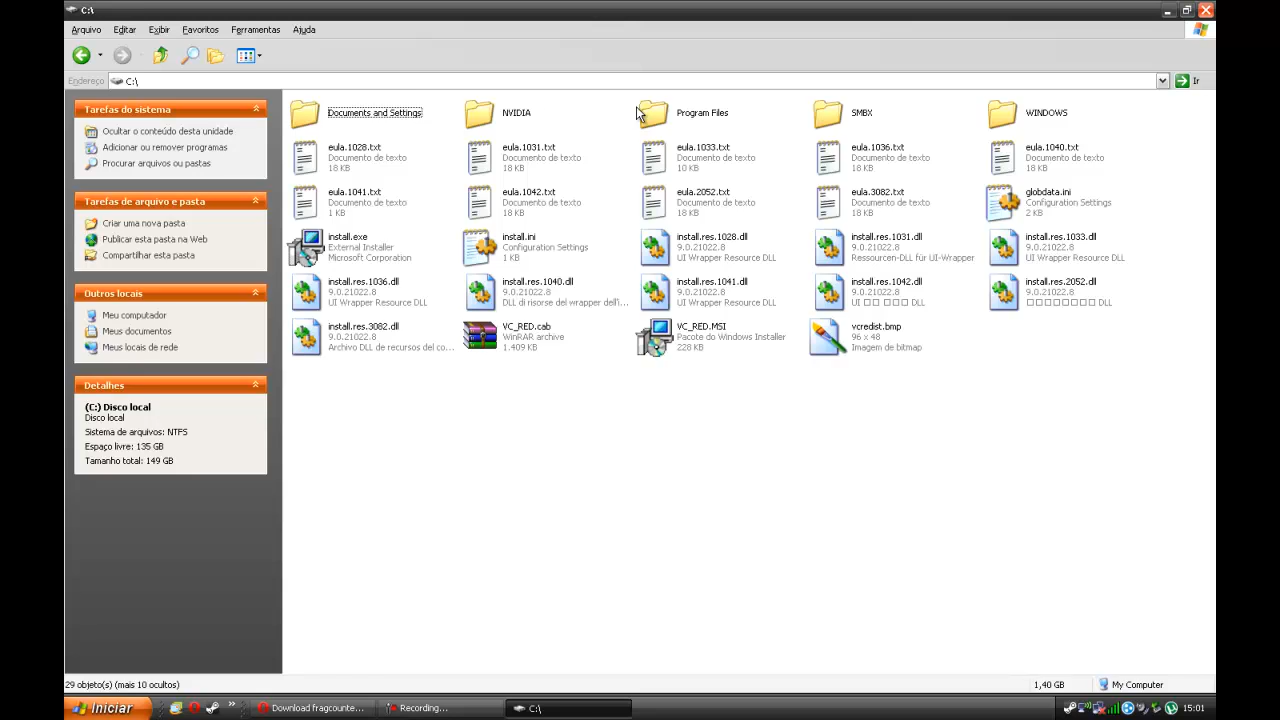 C:\
Arquivo Editar Exibir Favoritos Ferramentas Ajuda
Endereço C:\ Ir
Tarefas do sistema
Ocultar o conteúdo desta unidade
Adicionar ou remover programas
Procurar arquivos ou pastas
Tarefas de arquivo e pasta
Criar uma nova pasta
Publicar esta pasta na Web
Compartilhar esta pasta
Outros locais
Meu computador
Meus documentos
Meus locais de rede
Detalhes
(C:) Disco local
Disco local
Sistema de arquivos: NTFS
Espaço livre: 135 GB
Tamanho total: 149 GB
Documents and Settings
NVIDIA
Program Files
SMBX
WINDOWS
eula.1028.txt
Documento de texto
18 KB
eula.1031.txt
Documento de texto
18 KB
eula.1033.txt
Documento de texto
10 KB
eula.1036.txt
Documento de texto
18 KB
eula.1040.txt
Documento de texto
18 KB
eula.1041.txt
Documento de texto
1 KB
eula.1042.txt
Documento de texto
18 KB
eula.2052.txt
Documento de texto
18 KB
eula.3082.txt
Documento de texto
18 KB
globdata.ini
Configuration Settings
2 KB
install.exe
External Installer
Microsoft Corporation
install.ini
Configuration Settings
1 KB
install.res.1028.dll
9.0.21022.8
UI Wrapper Resource DLL
install.res.1031.dll
9.0.21022.8
Ressourcen-DLL für UI-Wrapper
install.res.1033.dll
9.0.21022.8
UI Wrapper Resource DLL
install.res.1036.dll
9.0.21022.8
UI Wrapper Resource DLL
install.res.1040.dll
9.0.21022.8
DLL di risorse del wrapper dell'i...
install.res.1041.dll
9.0.21022.8
UI Wrapper Resource DLL
install.res.1042.dll
9.0.21022.8
UI □□ □□□ DLL
install.res.2052.dll
9.0.21022.8
□□□□□□□ DLL
install.res.3082.dll
9.0.21022.8
Archivo DLL de recursos del co...
VC_RED.cab
WinRAR archive
1.409 KB
VC_RED.MSI
Pacote do Windows Installer
228 KB
vcredist.bmp
96 x 48
Imagem de bitmap
29 objeto(s) (mais 10 ocultos)
1,40 GB
My Computer
Iniciar
Download fragcounte...
Recording...
C:\
15:01